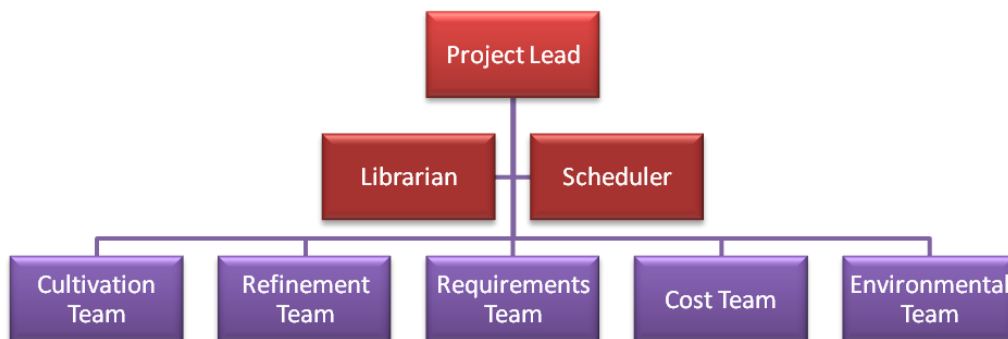 Project Lead
Librarian
Scheduler
Cultivation
Team
Refinement
Team
Requirements
Team
Cost Team
Environmental
Team